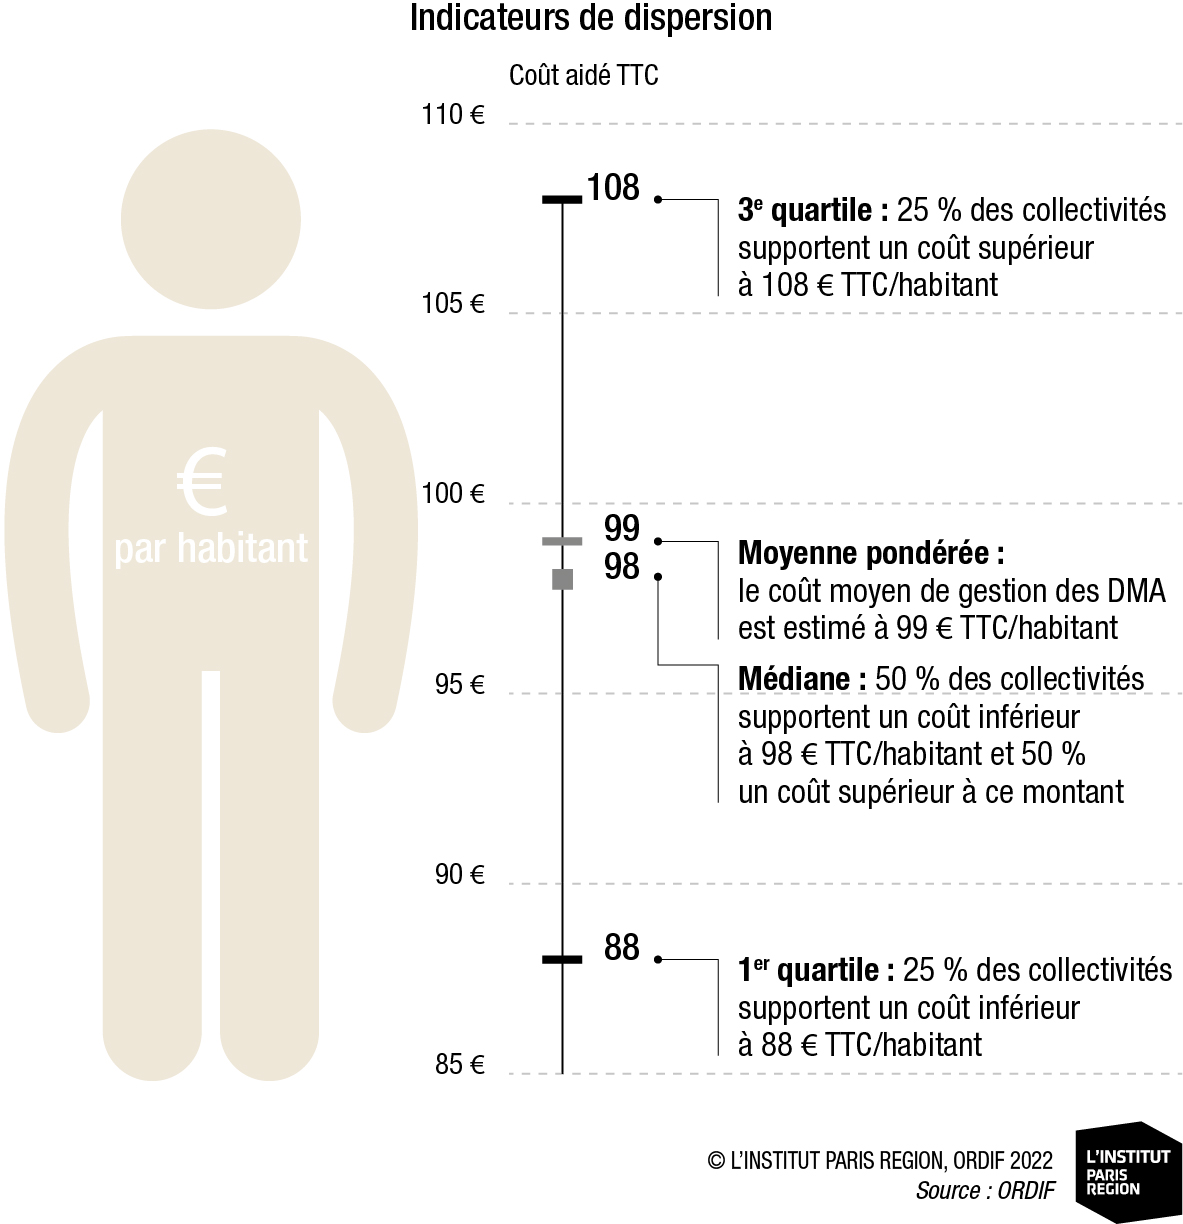 Indicateurs de dispersion
Coût aidé TTC
110 €
108
3e quartile : 25 % des collectivités
supportent un coût supérieur
à 108 € TTC/habitant
105 €
€
par habitant
100 €
99
98
Moyenne pondérée :
le coût moyen de gestion des DMA
est estimé à 99 € TTC/habitant
95 €
Médiane : 50 % des collectivités
supportent un coût inférieur
à 98 € TTC/habitant et 50 %
un coût supérieur à ce montant
90 €
88
1er quartile : 25 % des collectivités
supportent un coût inférieur
à 88 € TTC/habitant
85 €
© L'INSTITUT PARIS REGION, ORDIF 2022
Source : ORDIF
L'INSTITUT
PARIS
REGION